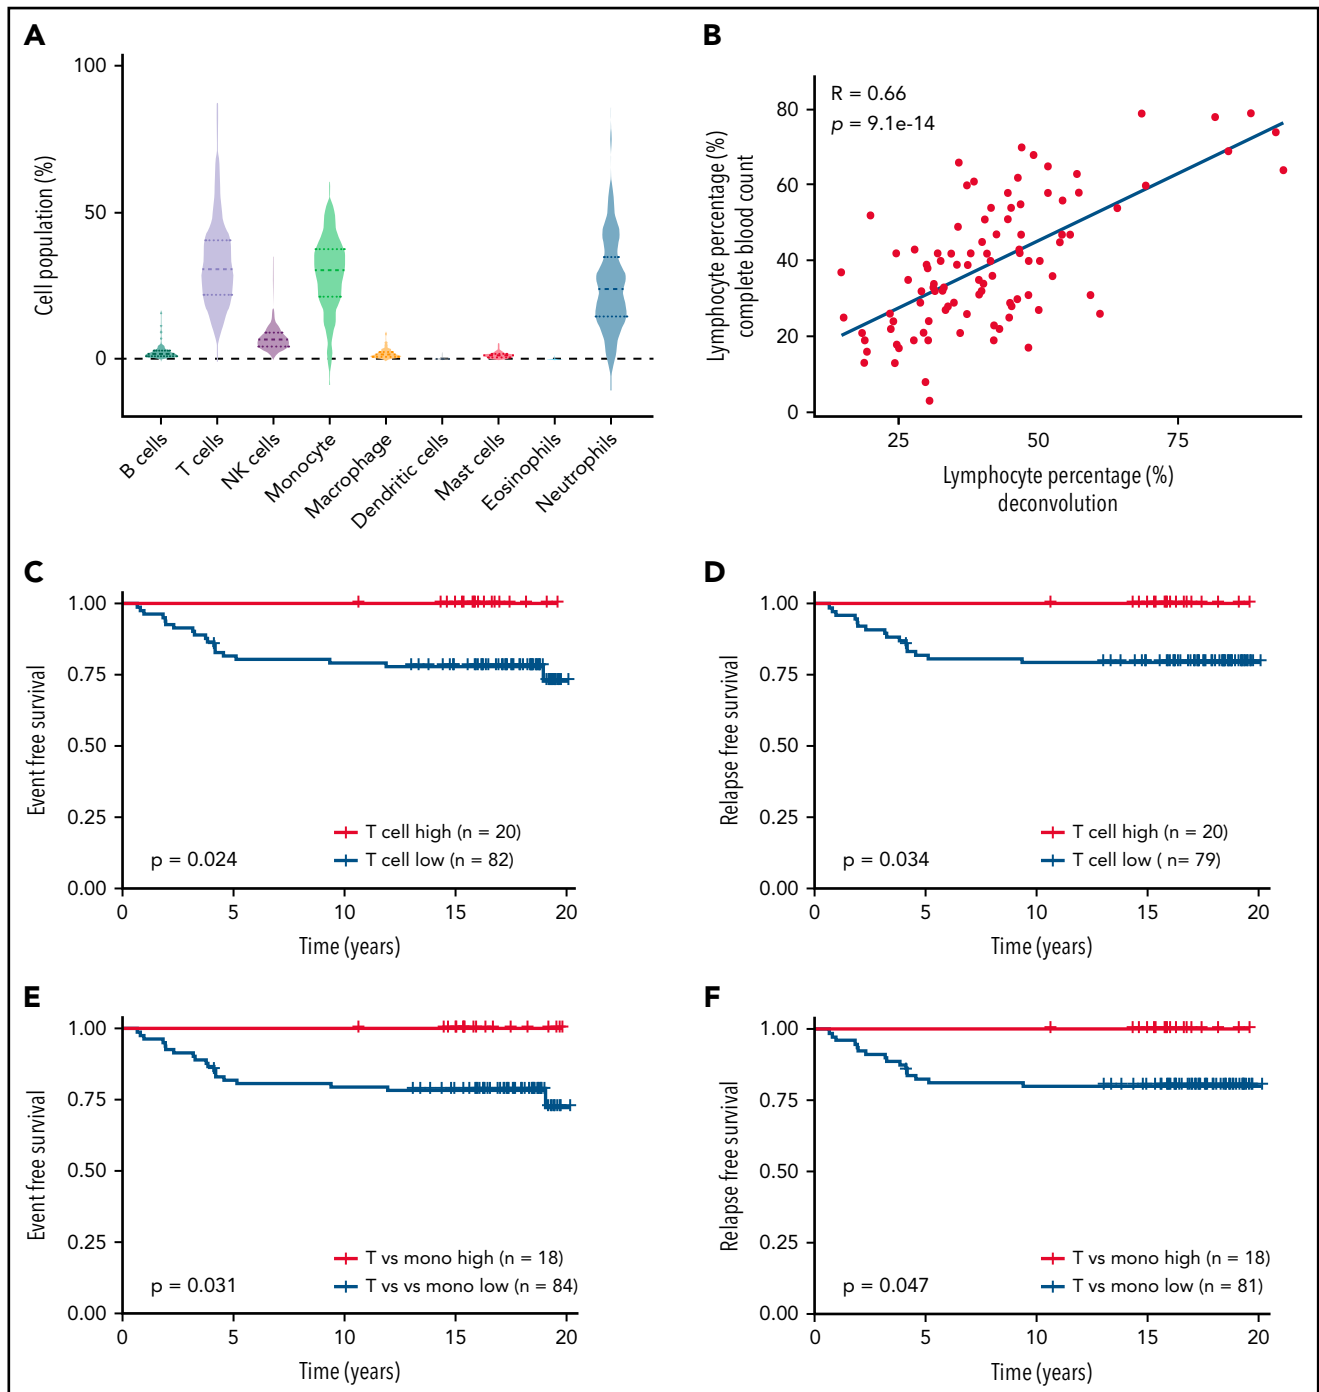 A
100
50
0
Cell population (%)
B cells
T cells
NK cells
Monocyte
Macrophage
Dendritic cells
Mast cells
Eosinophils
Neutrophils
B
R = 0.66
p = 9.1e-14
80
60
40
20
0
Lymphocyte percentage (%)
complete blood count
25
50
75
Lymphocyte percentage (%)
deconvolution
C
1.00
0.75
0.50
0.25
0.00
Event free survival
T cell high (n = 20)
T cell low (n = 82)
p = 0.024
0
5
10
15
20
Time (years)
D
1.00
0.75
0.50
0.25
0.00
Relapse free survival
T cell high (n = 20)
T cell low ( n= 79)
p = 0.034
0
5
10
15
20
Time (years)
E
1.00
0.75
0.50
0.25
0.00
Event free survival
T vs mono high (n = 18)
T vs vs mono low (n = 84)
p = 0.031
0
5
10
15
20
Time (years)
F
1.00
0.75
0.50
0.25
0.00
Relapse free survival
T vs mono high (n = 18)
T vs mono low (n = 81)
p = 0.047
0
5
10
15
20
Time (years)